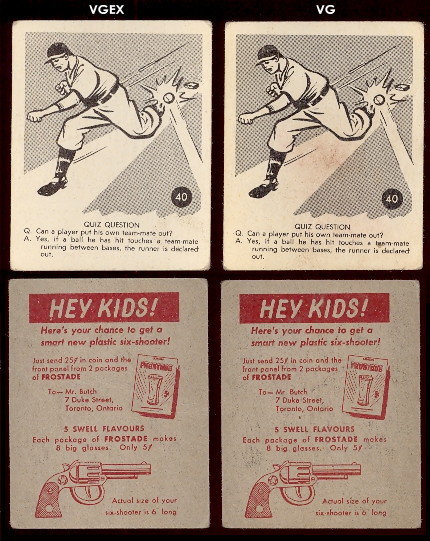 VGEX
VG
40
QUIZ QUESTION
Q. Can a player put his own team-mate out?
A. Yes, if a ball he has hit touches a team-mate
running between bases, the runner is declared
out.
40
QUIZ QUESTION
Q. Can a player put his own team-mate out?
A. Yes, if a ball he has hit touches a team-mate
running between bases, the runner is declared
out.
HEY KIDS!
Here's your chance to get a
smart new plastic six-shooter!
Just send 25¢ in coin and the
front panel from 2 packages
of FROSTADE
FROSTADE
5¢
To— Mr. Butch
7 Duke Street,
Toronto, Ontario
5 SWELL FLAVOURS
Each package of FROSTADE makes
8 big glasses. Only 5¢
Actual size of your
six-shooter is 6 long
HEY KIDS!
Here's your chance to get a
smart new plastic six-shooter!
Just send 25¢ in coin and the
front panel from 2 packages
of FROSTADE
FROSTADE
5¢
To— Mr. Butch
7 Duke Street,
Toronto, Ontario
5 SWELL FLAVOURS
Each package of FROSTADE makes
8 big glasses. Only 5¢
Actual size of your
six-shooter is 6 long